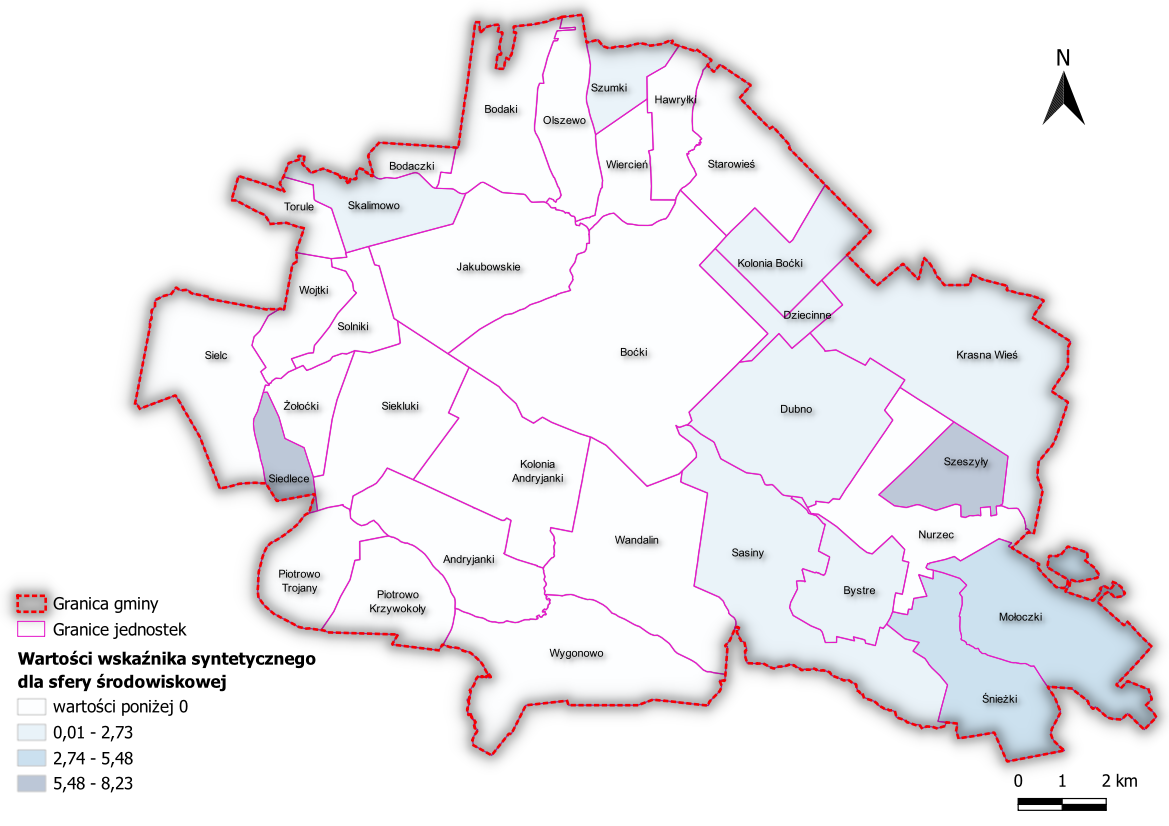 N
Szumki
Hawryłki
Bodaki
Olszewo
Wiercień
Starowieś
Bodaczki
Torule
Skalimowo
Kolonia Boćki
Jakubowskie
Wojtki
Dziecinne
Solniki
Sielc
Boćki
Krasna Wieś
Żołoćki
Siekluki
Dubno
Szeszyły
Kolonia
Andryjanki
Siedlece
Nurzec
Wandalin
Sasiny
Andryjanki
Piotrowo
Trojany
Piotrowo
Krzywokoły
Bystre
Mołoczki
Wygonowo
Śnieżki
Granica gminy
Granice jednostek
Wartości wskaźnika syntetycznego
dla sfery środowiskowej
wartości poniżej 0
0,01 - 2,73
2,74 - 5,48
5,48 - 8,23
0 1 2 km